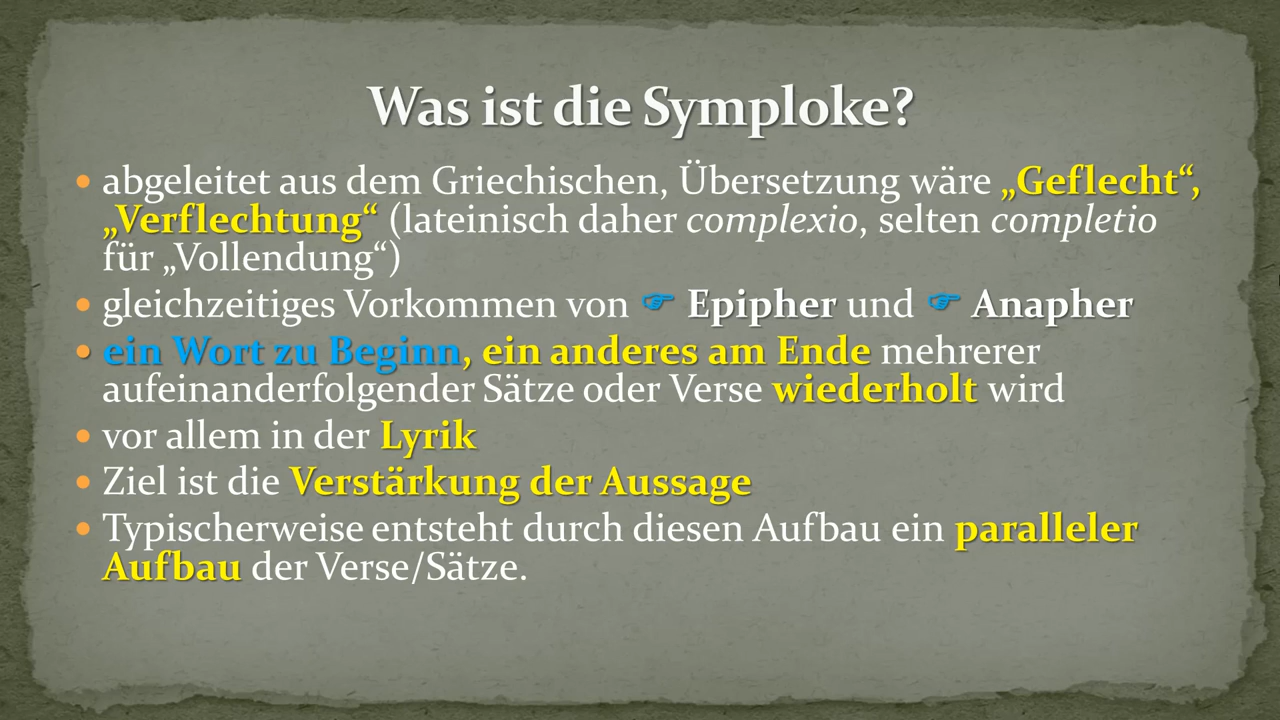 Was ist die Symploke?
• abgeleitet aus dem Griechischen, Übersetzung wäre „Geflecht“,
„Verflechtung“ (lateinisch daher complexio, selten completio
für „Vollendung“)
• gleichzeitiges Vorkommen von ☞ Epipher und ☞ Anapher
• ein Wort zu Beginn, ein anderes am Ende mehrerer
aufeinanderfolgender Sätze oder Verse wiederholt wird
• vor allem in der Lyrik
• Ziel ist die Verstärkung der Aussage
• Typischerweise entsteht durch diesen Aufbau ein paralleler
Aufbau der Verse/Sätze.